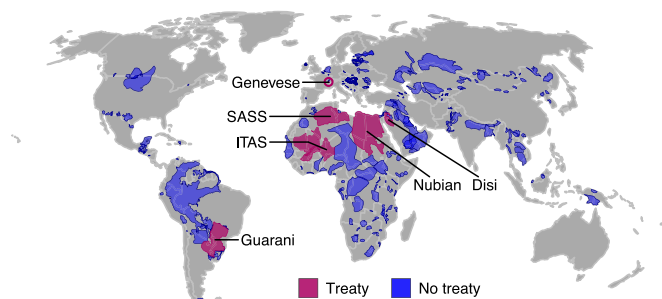 Genevese
SASS
ITAS
Nubian
Disi
Guarani
Treaty
No treaty